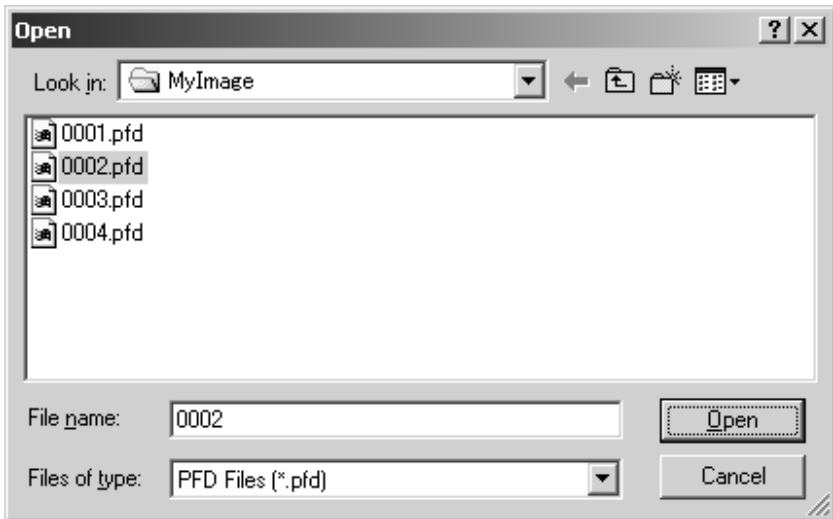 Open
Look in: MyImage
0001.pfd
0002.pfd
0003.pfd
0004.pfd
File name: 0002 Open
Files of type: PFD Files (*.pfd) Cancel